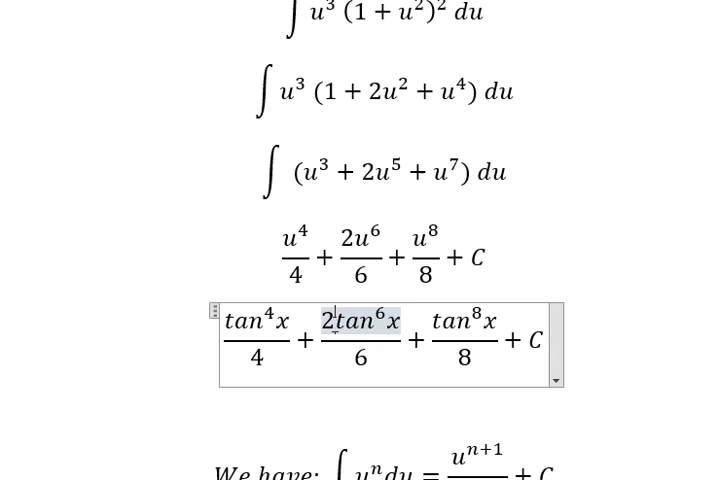 ∫ u³ (1 + u²)² du
∫ u³ (1 + 2u² + u⁴) du
∫ (u³ + 2u⁵ + u⁷) du
u⁴/4 + 2u⁶/6 + u⁸/8 + C
tan⁴x/4 + 2tan⁶x/6 + tan⁸x/8 + C
We have: ∫ uⁿdu = uⁿ⁺¹/ + C